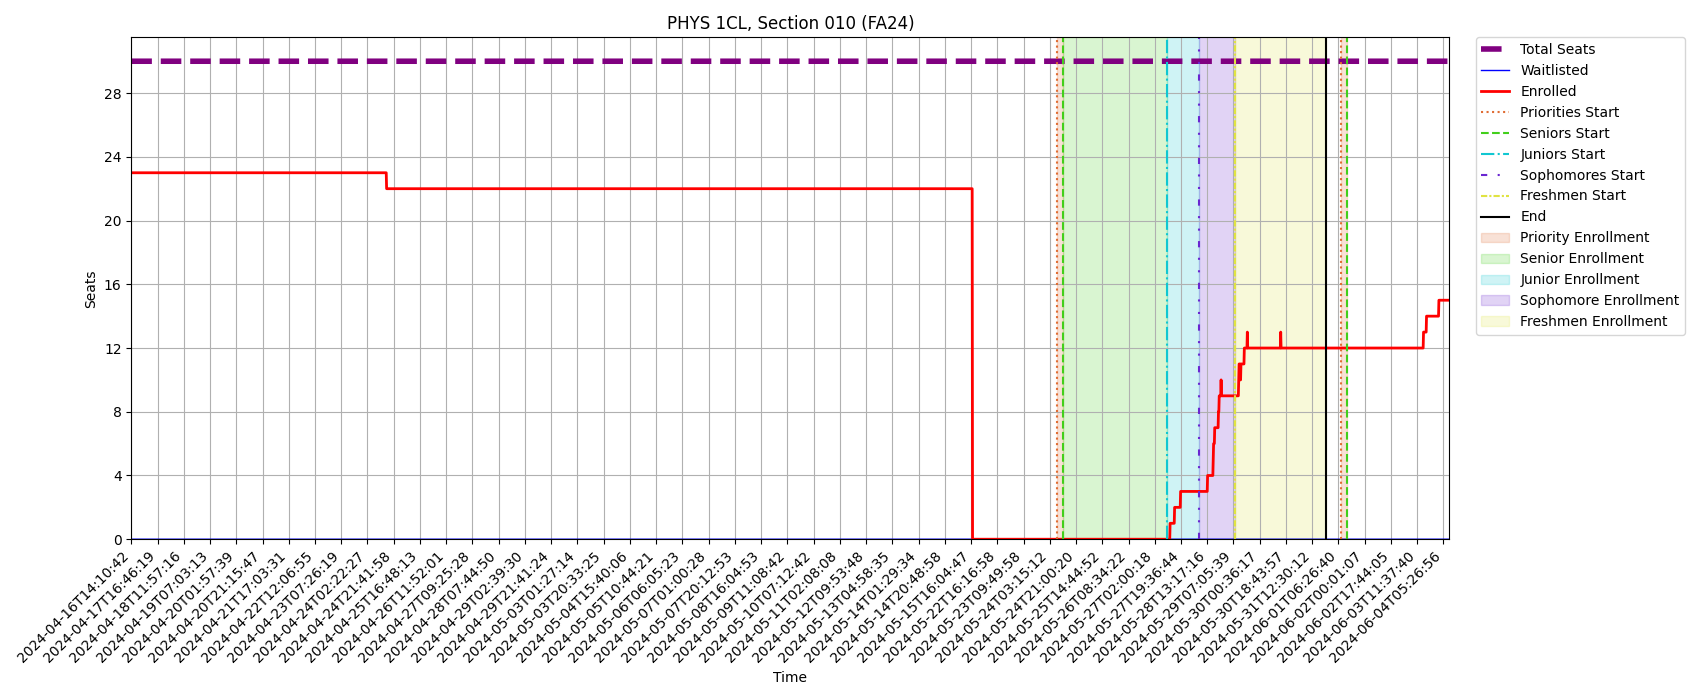 PHYS 1CL, Section 010 (FA24)
Total Seats
Waitlisted
Enrolled
Priorities Start
Seniors Start
Juniors Start
Sophomores Start
Freshmen Start
End
Priority Enrollment
Senior Enrollment
Junior Enrollment
Sophomore Enrollment
Freshmen Enrollment
Seats
28
24
20
16
12
8
4
0
2024-04-16T14:10:42
2024-04-17T16:46:19
2024-04-18T11:57:16
2024-04-19T07:03:13
2024-04-20T01:57:39
2024-04-20T21:15:47
2024-04-21T17:03:31
2024-04-22T12:06:55
2024-04-23T07:26:19
2024-04-24T02:22:27
2024-04-24T21:41:58
2024-04-25T16:48:13
2024-04-26T11:52:01
2024-04-27T09:25:28
2024-04-28T07:44:50
2024-04-29T02:39:30
2024-04-29T21:41:24
2024-05-03T01:27:14
2024-05-03T20:33:25
2024-05-04T15:40:06
2024-05-05T10:44:21
2024-05-06T06:05:23
2024-05-07T01:00:28
2024-05-07T20:12:53
2024-05-08T16:04:53
2024-05-09T11:08:42
2024-05-10T07:12:42
2024-05-11T02:08:08
2024-05-12T09:53:48
2024-05-13T04:58:35
2024-05-14T01:29:34
2024-05-14T20:48:58
2024-05-15T16:04:47
2024-05-22T16:16:58
2024-05-23T09:49:58
2024-05-24T03:15:12
2024-05-24T21:00:20
2024-05-25T14:44:52
2024-05-26T08:34:22
2024-05-27T02:00:18
2024-05-27T19:36:44
2024-05-28T13:17:16
2024-05-29T07:05:39
2024-05-30T00:36:17
2024-05-30T18:43:57
2024-05-31T12:30:12
2024-06-01T06:26:40
2024-06-02T00:01:07
2024-06-02T17:44:05
2024-06-03T11:37:40
2024-06-04T05:26:56
Time